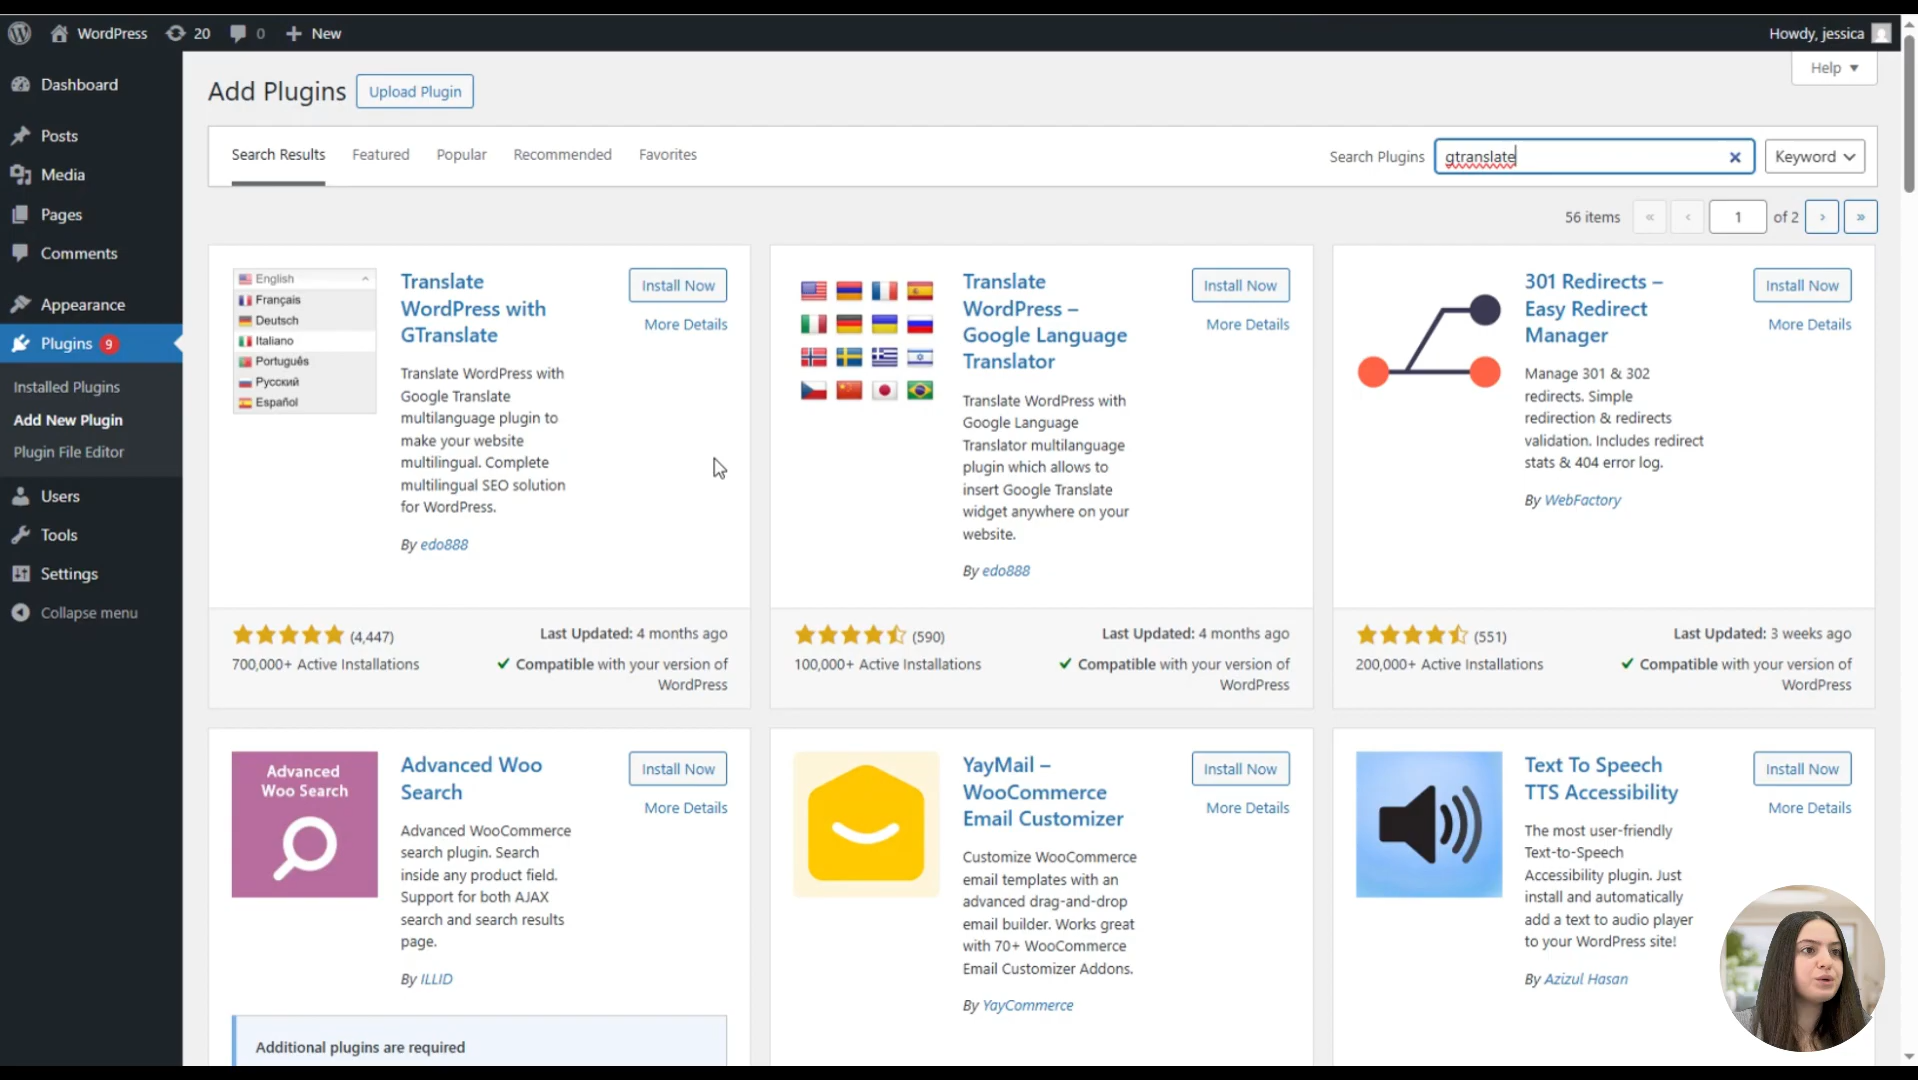 WordPress
20
0
New
Howdy, jessica
Dashboard
Posts
Media
Pages
Comments
Appearance
Plugins 9
Installed Plugins
Add New Plugin
Plugin File Editor
Users
Tools
Settings
Collapse menu
Help
Add Plugins
Upload Plugin
Search Results
Featured
Popular
Recommended
Favorites
Search Plugins
gtranslate
Keyword
56 items
«
‹
1
of 2
›
»
English
Français
Deutsch
Italiano
Português
Русский
Español
Translate
WordPress with
GTranslate
Install Now
More Details
Translate WordPress with
Google Translate
multilanguage plugin to
make your website
multilingual. Complete
multilingual SEO solution
for WordPress.
By edo888
(4,447)
700,000+ Active Installations
Last Updated: 4 months ago
Compatible with your version of
WordPress
Translate
WordPress –
Google Language
Translator
Install Now
More Details
Translate WordPress with
Google Language
Translator multilanguage
plugin which allows to
insert Google Translate
widget anywhere on your
website.
By edo888
(590)
100,000+ Active Installations
Last Updated: 4 months ago
Compatible with your version of
WordPress
301 Redirects –
Easy Redirect
Manager
Install Now
More Details
Manage 301 & 302
redirects. Simple
redirection & redirects
validation. Includes redirect
stats & 404 error log.
By WebFactory
(551)
200,000+ Active Installations
Last Updated: 3 weeks ago
Compatible with your version of
WordPress
Advanced
Woo Search
Advanced Woo
Search
Install Now
More Details
Advanced WooCommerce
search plugin. Search
inside any product field.
Support for both AJAX
search and search results
page.
By ILLID
Additional plugins are required
YayMail –
WooCommerce
Email Customizer
Install Now
More Details
Customize WooCommerce
email templates with an
advanced drag-and-drop
email builder. Works great
with 70+ WooCommerce
Email Customizer Addons.
By YayCommerce
Text To Speech
TTS Accessibility
Install Now
More Details
The most user-friendly
Text-to-Speech
Accessibility plugin. Just
install and automatically
add a text to audio player
to your WordPress site!
By Azizul Hasan